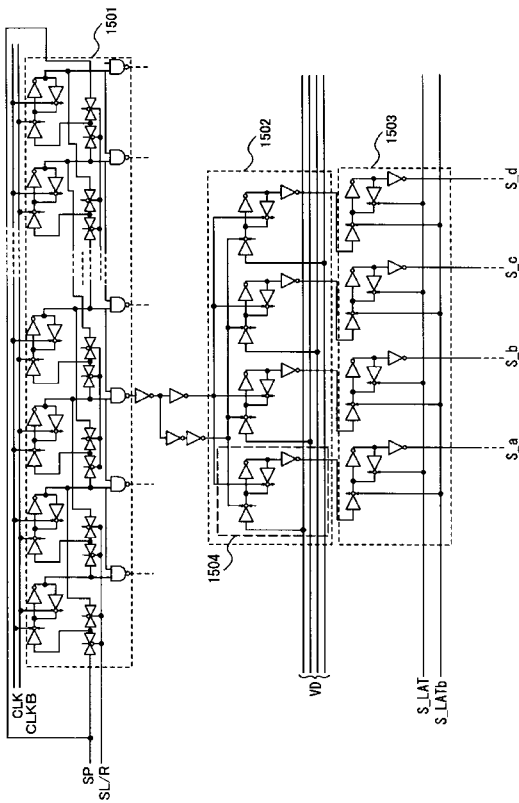 1501
1502
1503
1504
S_d
S_c
S_b
S_a
CLK
CLKB
SP
SL/R
VD
S_LAT
S_LATb